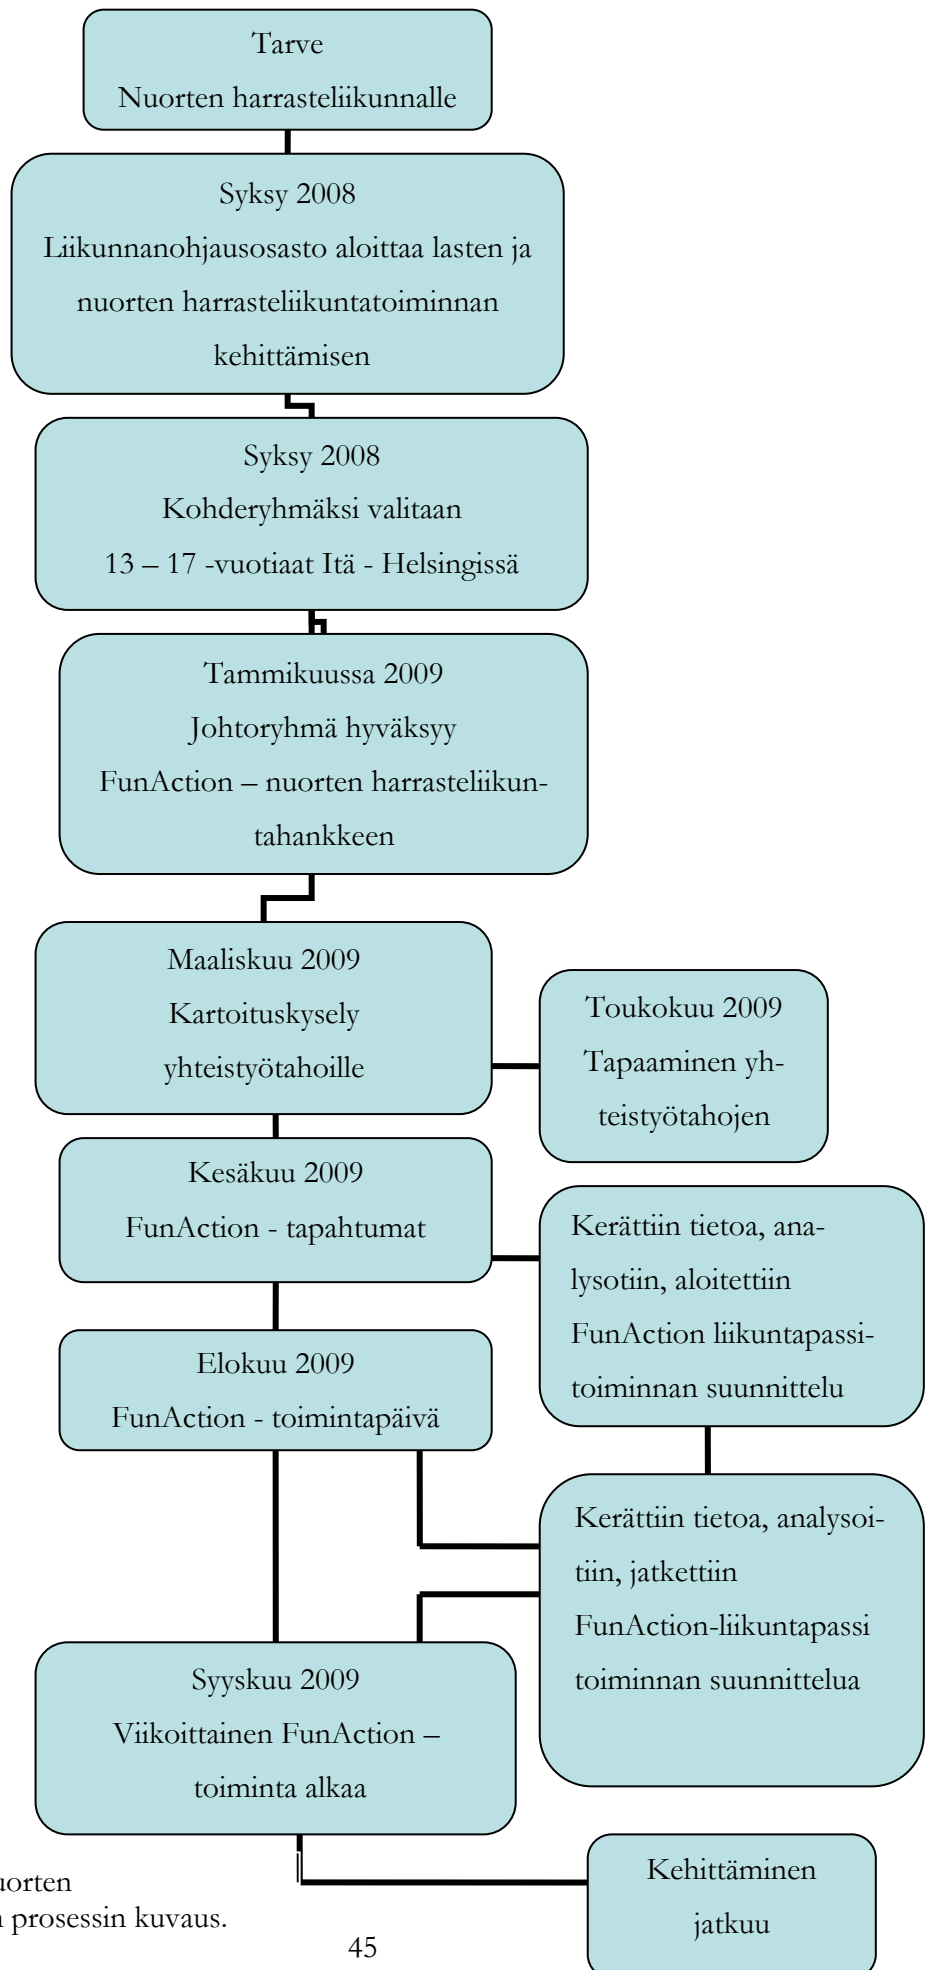 Tarve
Nuorten harrasteliikunnalle
Syksy 2008
Liikunnanohjausosasto aloittaa lasten ja
nuorten harrasteliikuntatoiminnan
kehittämisen
Syksy 2008
Kohderyhmäksi valitaan
13 – 17 -vuotiaat Itä - Helsingissä
Tammikuussa 2009
Johtoryhmä hyväksyy
FunAction – nuorten harrasteliikun-
tahankkeen
Maaliskuu 2009
Kartoituskysely
yhteistyötahoille
Toukokuu 2009
Tapaaminen yh-
teistyötahojen
Kesäkuu 2009
FunAction - tapahtumat
Kerättiin tietoa, ana-
lysotiin, aloitettiin
FunAction liikuntapassi-
toiminnan suunnittelu
Elokuu 2009
FunAction - toimintapäivä
Kerättiin tietoa, analysoi-
tiin, jatkettiin
FunAction-liikuntapassi
toiminnan suunnittelua
Syyskuu 2009
Viikoittainen FunAction –
toiminta alkaa
Kehittäminen
jatkuu
uorten
prosessin kuvaus.
45